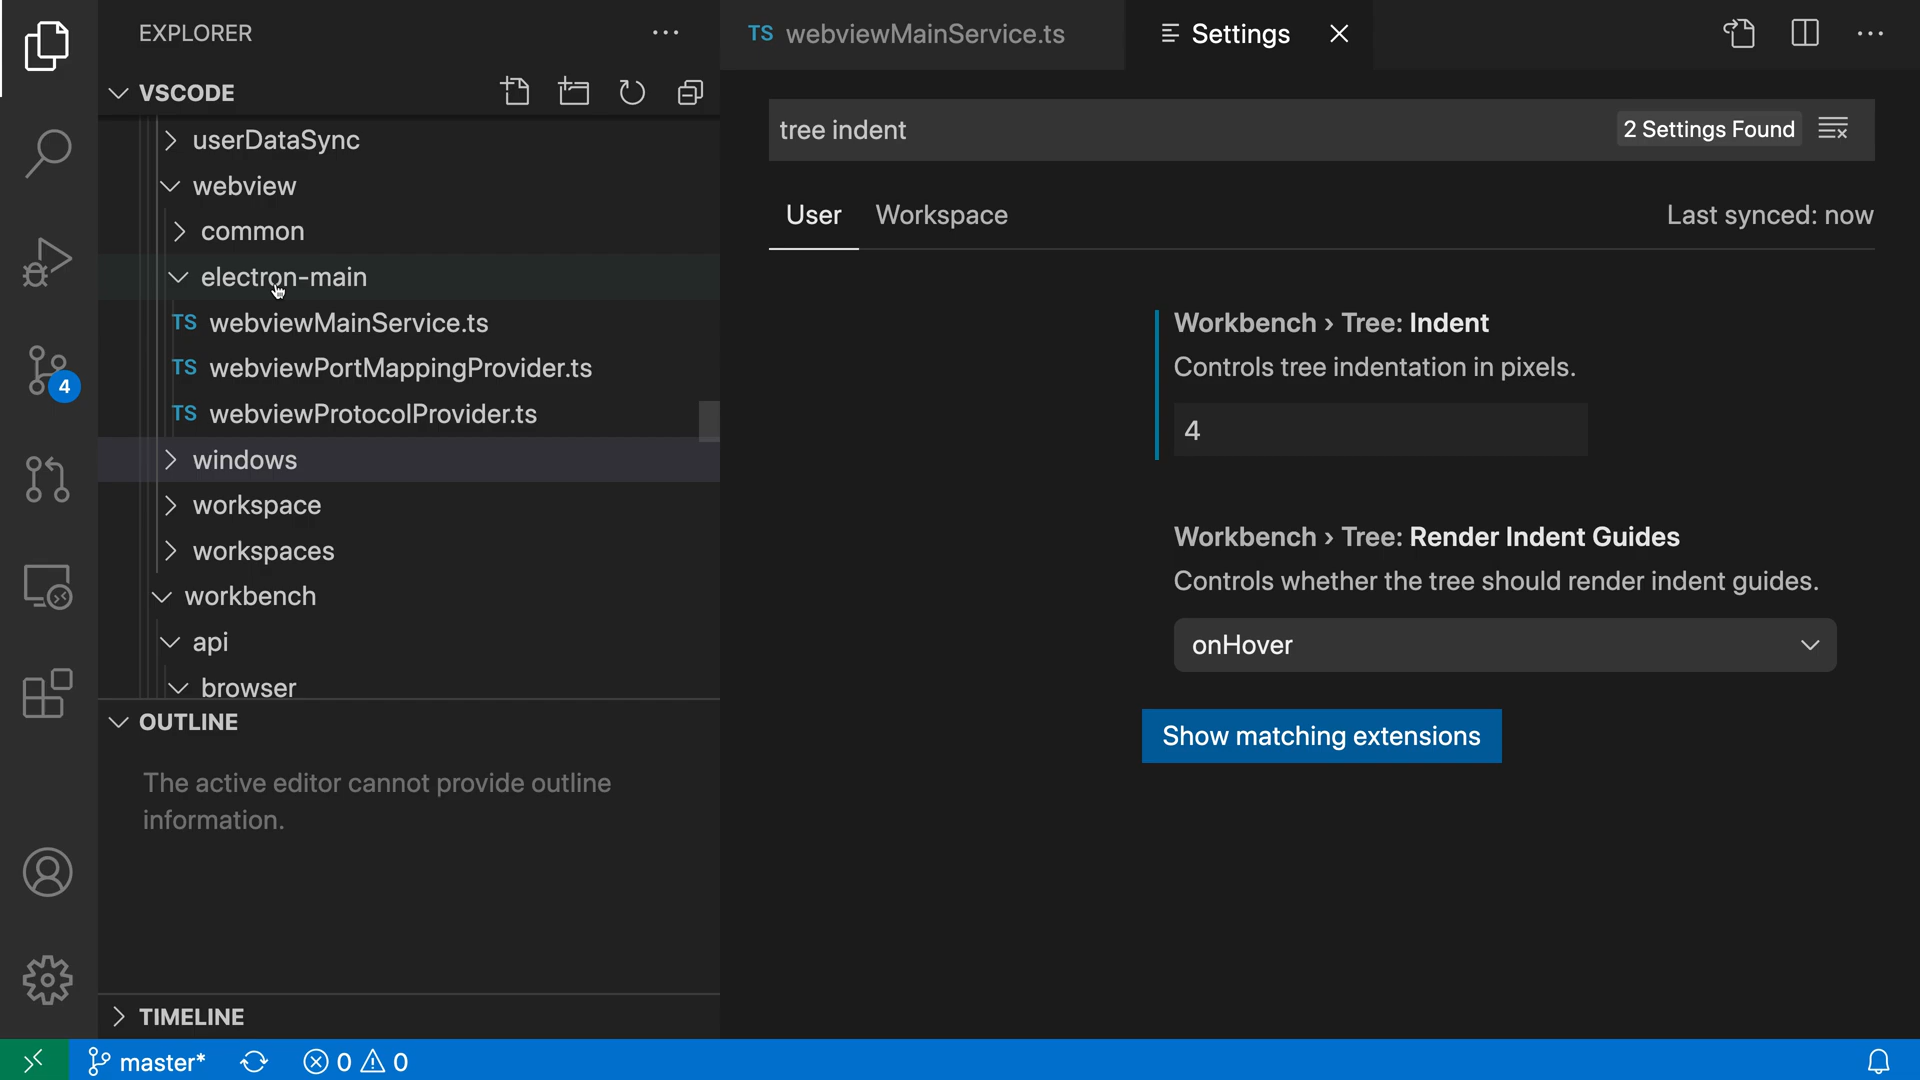 EXPLORER
VSCODE
userDataSync
webview
common
electron-main
TS webviewMainService.ts
TS webviewPortMappingProvider.ts
TS webviewProtocolProvider.ts
windows
workspace
workspaces
workbench
api
browser
OUTLINE
The active editor cannot provide outline
information.
TIMELINE
4
TS webviewMainService.ts
Settings
tree indent
2 Settings Found
User Workspace
Last synced: now
Workbench › Tree: Indent
Controls tree indentation in pixels.
4
Workbench › Tree: Render Indent Guides
Controls whether the tree should render indent guides.
onHover
Show matching extensions
master* 0 0